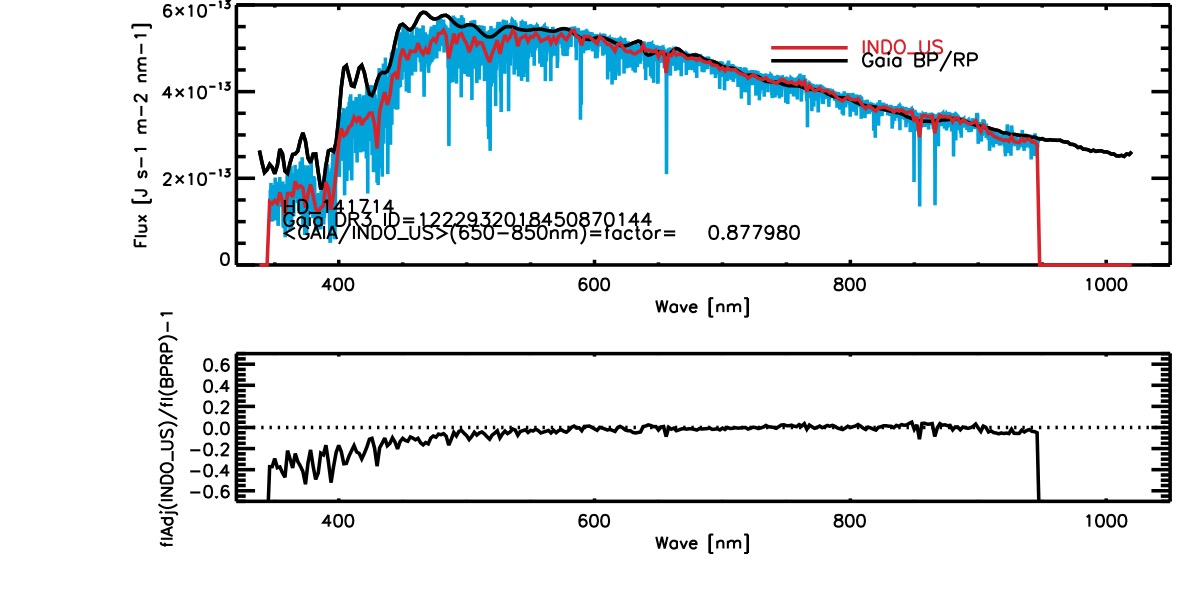 6×10−13
4×10−13
2×10−13
0
Flux [J s−1 m−2 nm−1]
INDO_US
Gaia BP/RP
HD_141714
Gaia DR3 ID=1222932018450870144
<GAIA/INDO_US>(650−850nm)=factor= 0.877980
400 600 800 1000
Wave [nm]
flAdj(INDO_US)/fl(BPRP)−1
0.6
0.4
0.2
0.0
−0.2
−0.4
−0.6
400 600 800 1000
Wave [nm]